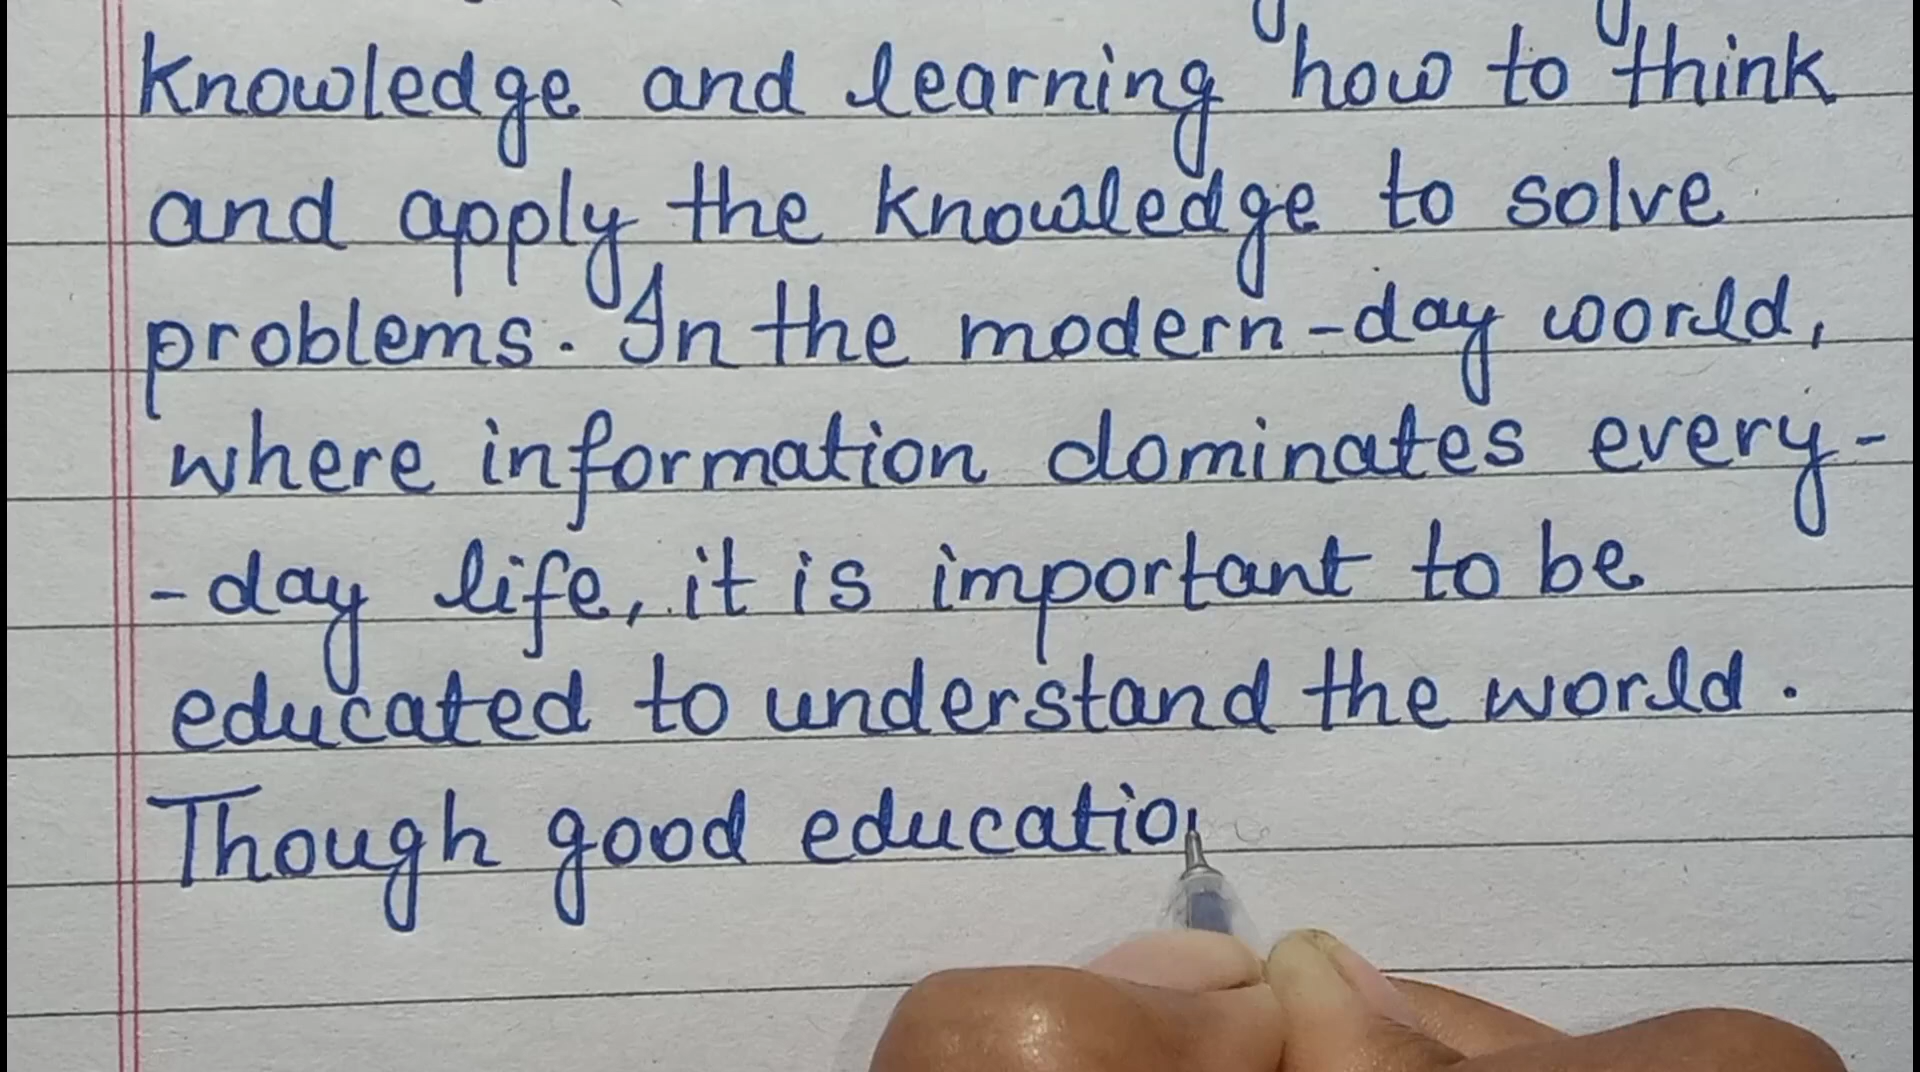 knowledge and learning how to think
and apply the knowledge to solve
problems. In the modern-day woorld,
where information dominates every-
-day life, it is important to be
educated to understand the world.
Though good educatio